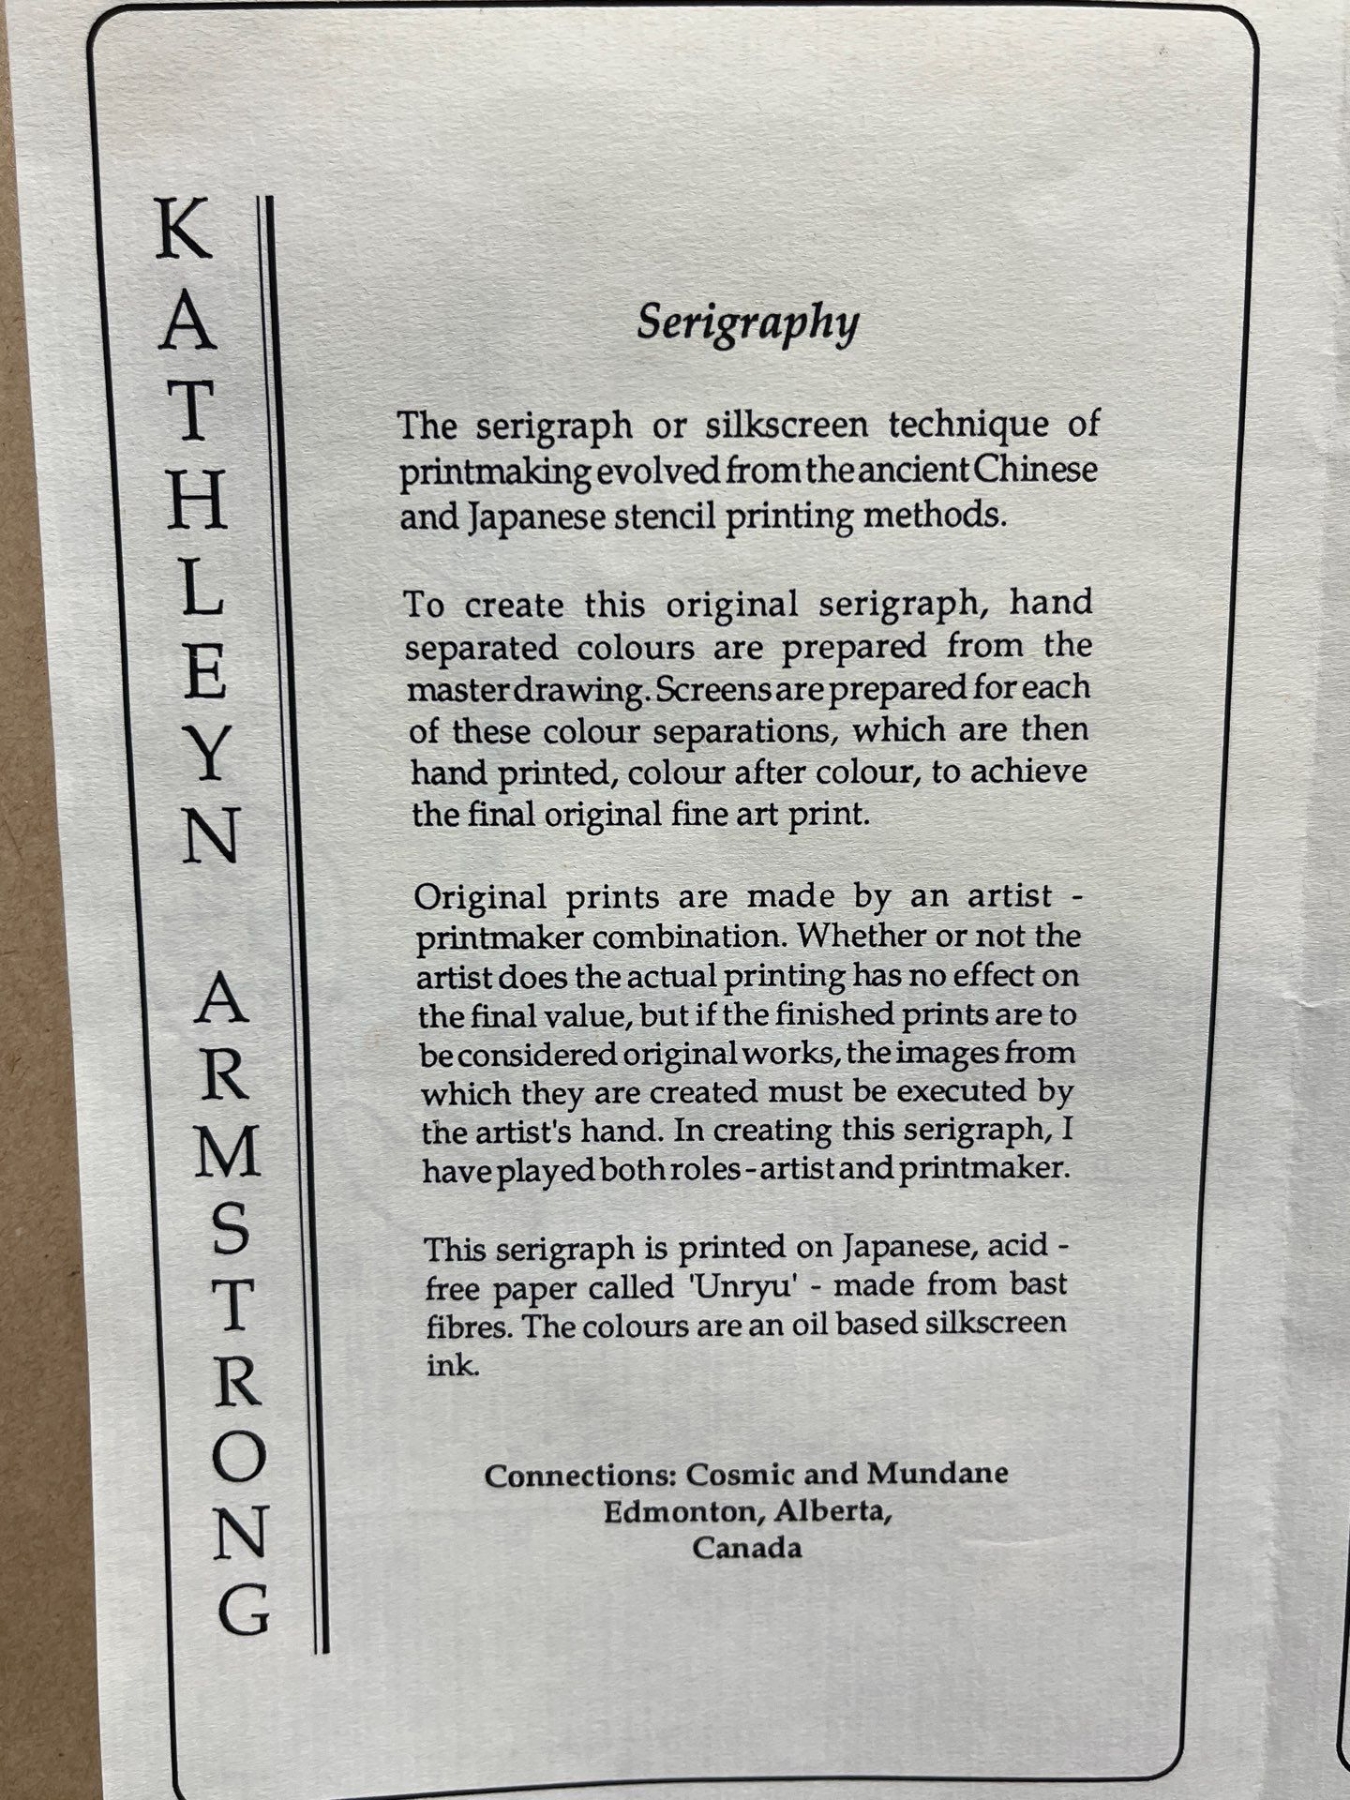 KATHLEYN ARMSTRONG
Serigraphy
The serigraph or silkscreen technique of
printmaking evolved from the ancient Chinese
and Japanese stencil printing methods.
To create this original serigraph, hand
separated colours are prepared from the
master drawing. Screens are prepared for each
of these colour separations, which are then
hand printed, colour after colour, to achieve
the final original fine art print.
Original prints are made by an artist -
printmaker combination. Whether or not the
artist does the actual printing has no effect on
the final value, but if the finished prints are to
be considered original works, the images from
which they are created must be executed by
the artist's hand. In creating this serigraph, I
have played both roles - artist and printmaker.
This serigraph is printed on Japanese, acid -
free paper called 'Unryu' - made from bast
fibres. The colours are an oil based silkscreen
ink.
Connections: Cosmic and Mundane
Edmonton, Alberta,
Canada